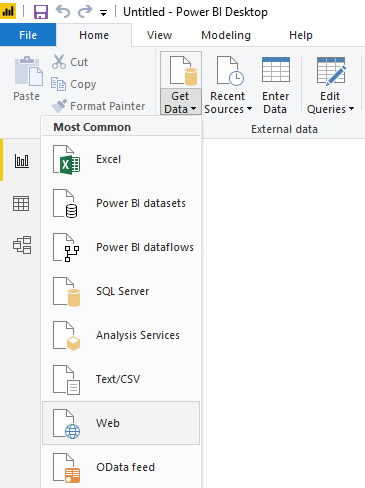 Untitled - Power BI Desktop
File Home View Modeling Help
Paste
Cut
Copy
Format Painter
Get Data
Recent Sources
Enter Data
Edit Queries
External data
Most Common
Excel
Power BI datasets
Power BI dataflows
SQL Server
Analysis Services
Text/CSV
Web
OData feed